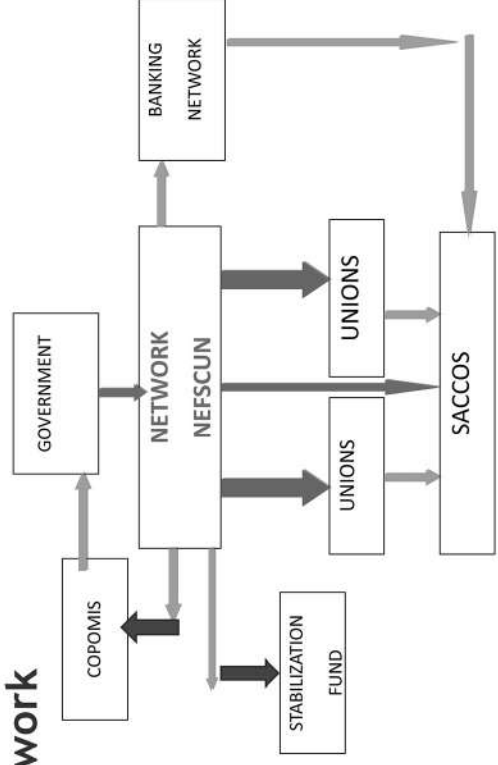 work
GOVERNMENT
COPOMIS
NETWORK
NEFSCUN
BANKING
NETWORK
STABILIZATION
FUND
UNIONS
UNIONS
SACCOS